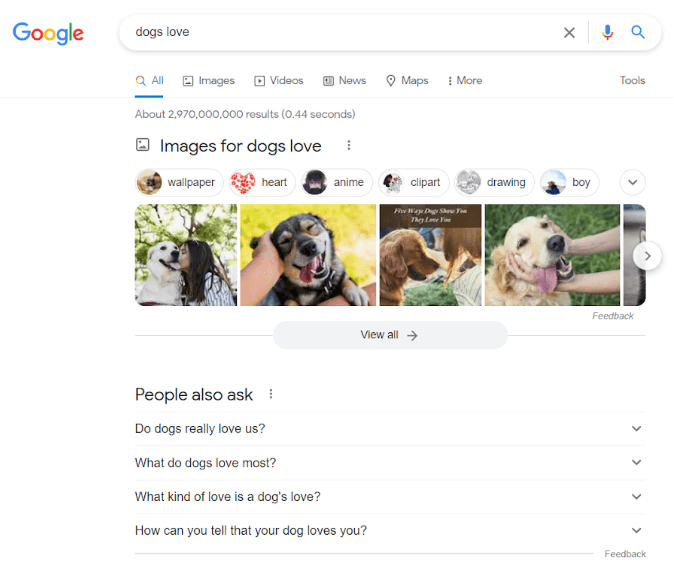 Google
dogs love
All Images Videos News Maps More Tools
About 2,970,000,000 results (0.44 seconds)
Images for dogs love
wallpaper heart anime clipart drawing boy
Five Ways Dogs Show You
They Love You
Feedback
View all
People also ask
Do dogs really love us?
What do dogs love most?
What kind of love is a dog's love?
How can you tell that your dog loves you?
Feedback